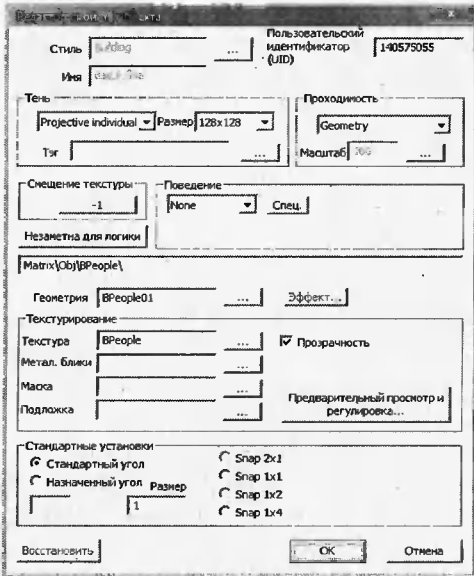 Стиль Building ...
Пользовательский идентификатор (UID) 140575055
Имя
Тень
Projective individual Размер 128x128
Тэг ...
Проходимость
Geometry
Масштаб ...
Смещение текстуры
-1
Незаметна для логики
Поведение
None Спец.
Matrix\Obj\BPeople\
Геометрия BPeople01 ... Эффект...
Текстурирование
Текстура BPeople ... Прозрачность
Метал. блики ...
Маска ...
Подложка ...
Предварительный просмотр и регулировка...
Стандартные установки
Стандартный угол
Назначенный угол Размер
1
Snap 2x1
Snap 1x1
Snap 1x2
Snap 1x4
Восстановить OK Отмена